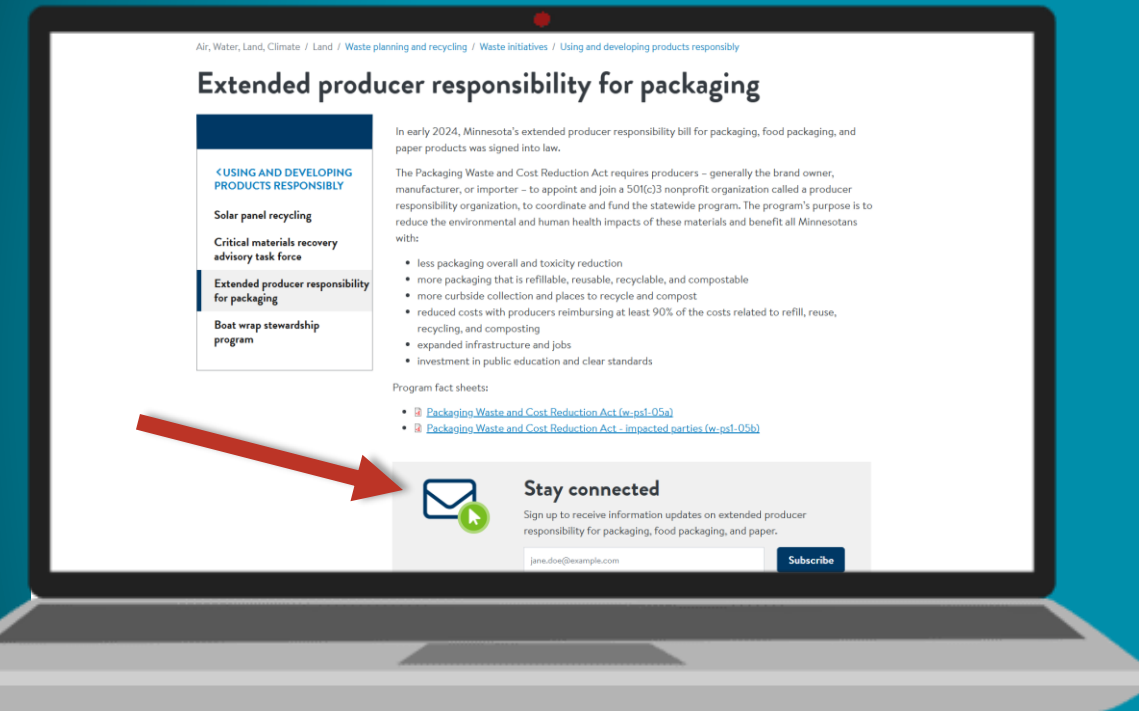 Air, Water, Land, Climate / Land / Waste planning and recycling / Waste initiatives / Using and developing products responsibly
Extended producer responsibility for packaging
<USING AND DEVELOPING
PRODUCTS RESPONSIBLY
Solar panel recycling
Critical materials recovery
advisory task force
Extended producer responsibility
for packaging
Boat wrap stewardship
program
In early 2024, Minnesota's extended producer responsibility bill for packaging, food packaging, and
paper products was signed into law.
The Packaging Waste and Cost Reduction Act requires producers – generally the brand owner,
manufacturer, or importer – to appoint and join a 501(c)3 nonprofit organization called a producer
responsibility organization, to coordinate and fund the statewide program. The program's purpose is to
reduce the environmental and human health impacts of these materials and benefit all Minnesotans
with:
• less packaging overall and toxicity reduction
• more packaging that is refillable, reusable, recyclable, and compostable
• more curbside collection and places to recycle and compost
• reduced costs with producers reimbursing at least 90% of the costs related to refill, reuse,
recycling, and composting
• expanded infrastructure and jobs
• investment in public education and clear standards
Program fact sheets:
• Packaging Waste and Cost Reduction Act (w-ps1-05a)
• Packaging Waste and Cost Reduction Act - impacted parties (w-ps1-05b)
Stay connected
Sign up to receive information updates on extended producer
responsibility for packaging, food packaging, and paper.
jane.doe@example.com
Subscribe